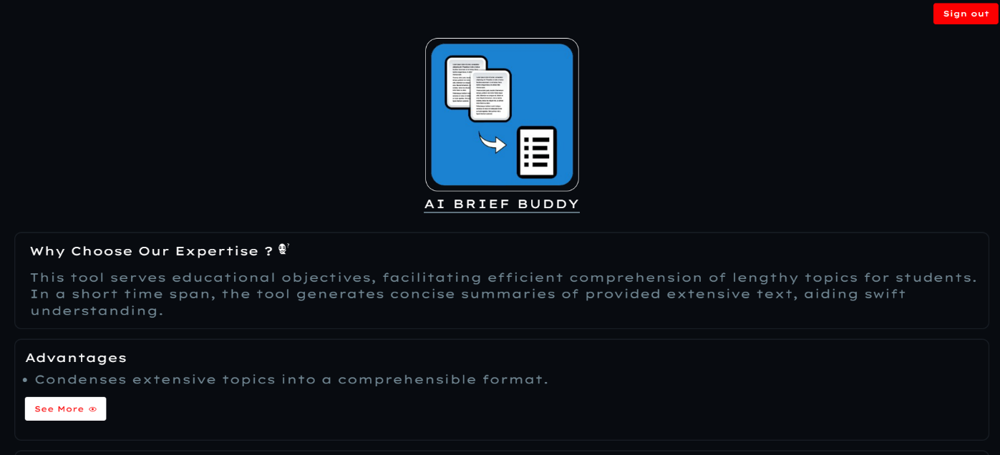 Sign out
AI BRIEF BUDDY
Why Choose Our Expertise ?
This tool serves educational objectives, facilitating efficient comprehension of lengthy topics for students.
In a short time span, the tool generates concise summaries of provided extensive text, aiding swift
understanding.
Advantages
• Condenses extensive topics into a comprehensible format.
See More